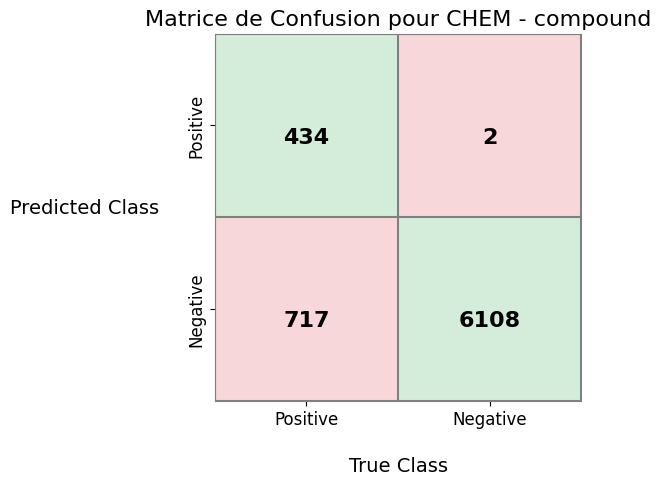 Matrice de Confusion pour CHEM - compound
Positive
434
2
Predicted Class
Negative
717
6108
Positive
Negative
True Class